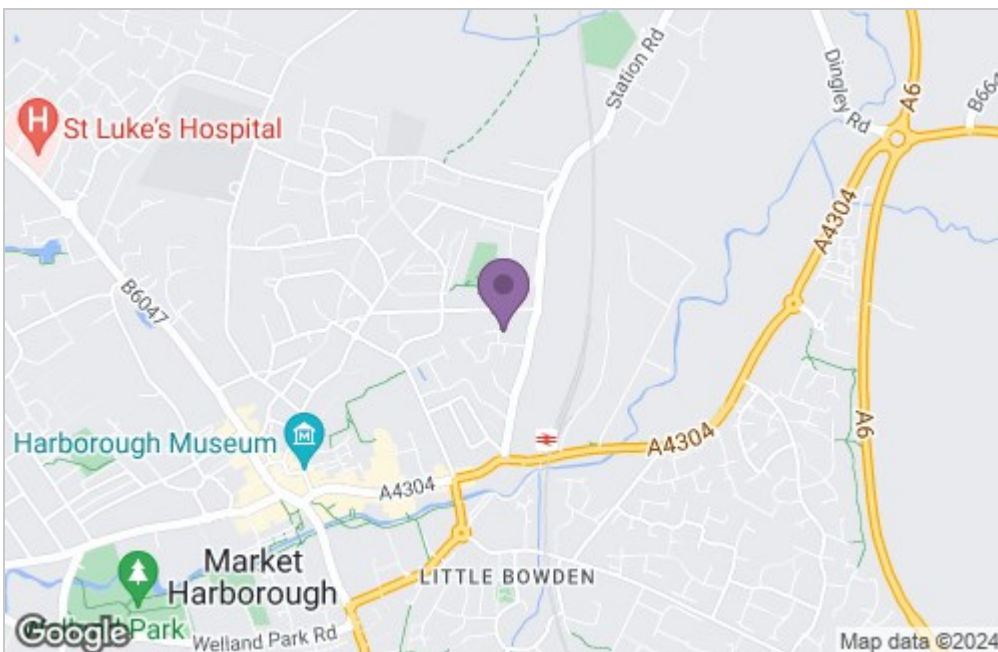 Station Rd
Dingley Rd
A6
B664
H
St Luke's Hospital
A4304
B6047
Harborough Museum
M
A4304
A4304
A6
Market
Harborough
LITTLE BOWDEN
Park
Welland Park Rd
Google
Map data ©2024